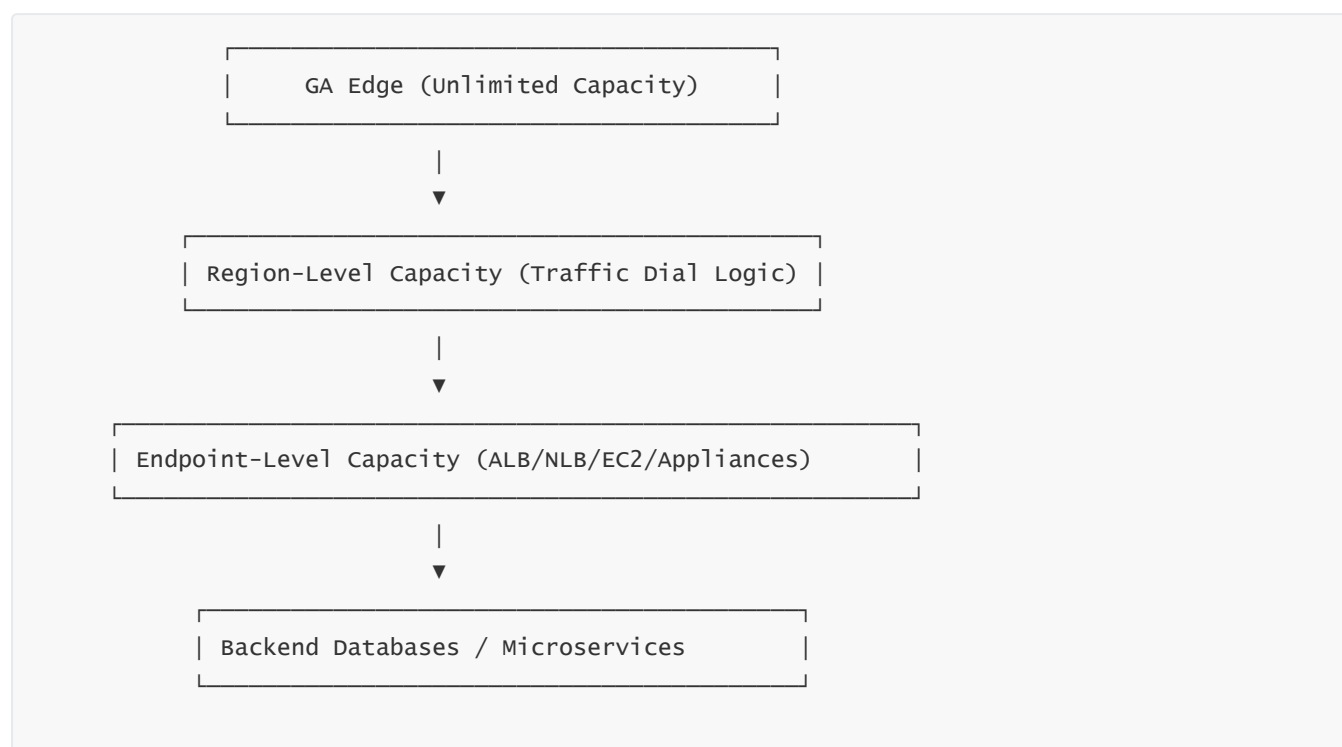 GA Edge (Unlimited Capacity)
Region-Level Capacity (Traffic Dial Logic)
Endpoint-Level Capacity (ALB/NLB/EC2/Appliances)
Backend Databases / Microservices